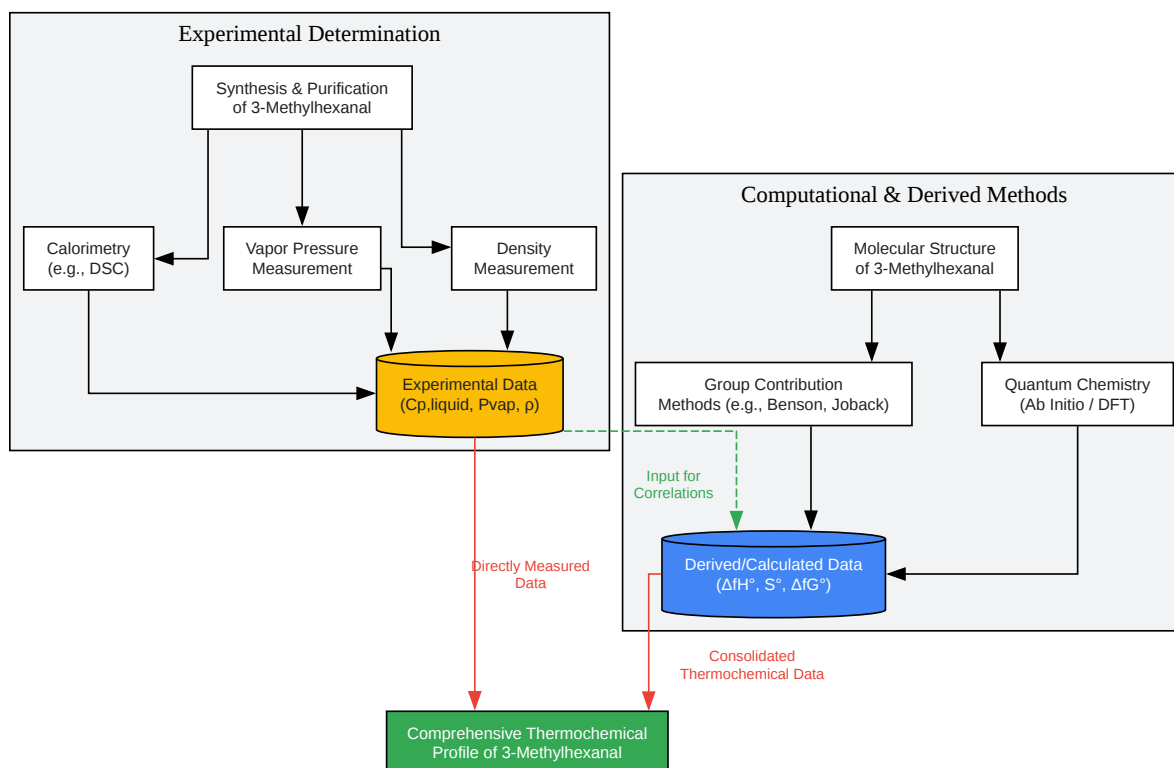 Experimental Determination
Synthesis & Purification
of 3-Methylhexanal
Calorimetry
(e.g., DSC)
Vapor Pressure
Measurement
Density
Measurement
Experimental Data
(Cp,liquid, Pvap, ρ)
Computational & Derived Methods
Molecular Structure
of 3-Methylhexanal
Group Contribution
Methods (e.g., Benson, Joback)
Quantum Chemistry
(Ab Initio / DFT)
Input for
Correlations
Derived/Calculated Data
(ΔfH°, S°, ΔfG°)
Directly Measured
Data
Consolidated
Thermochemical Data
Comprehensive Thermochemical
Profile of 3-Methylhexanal